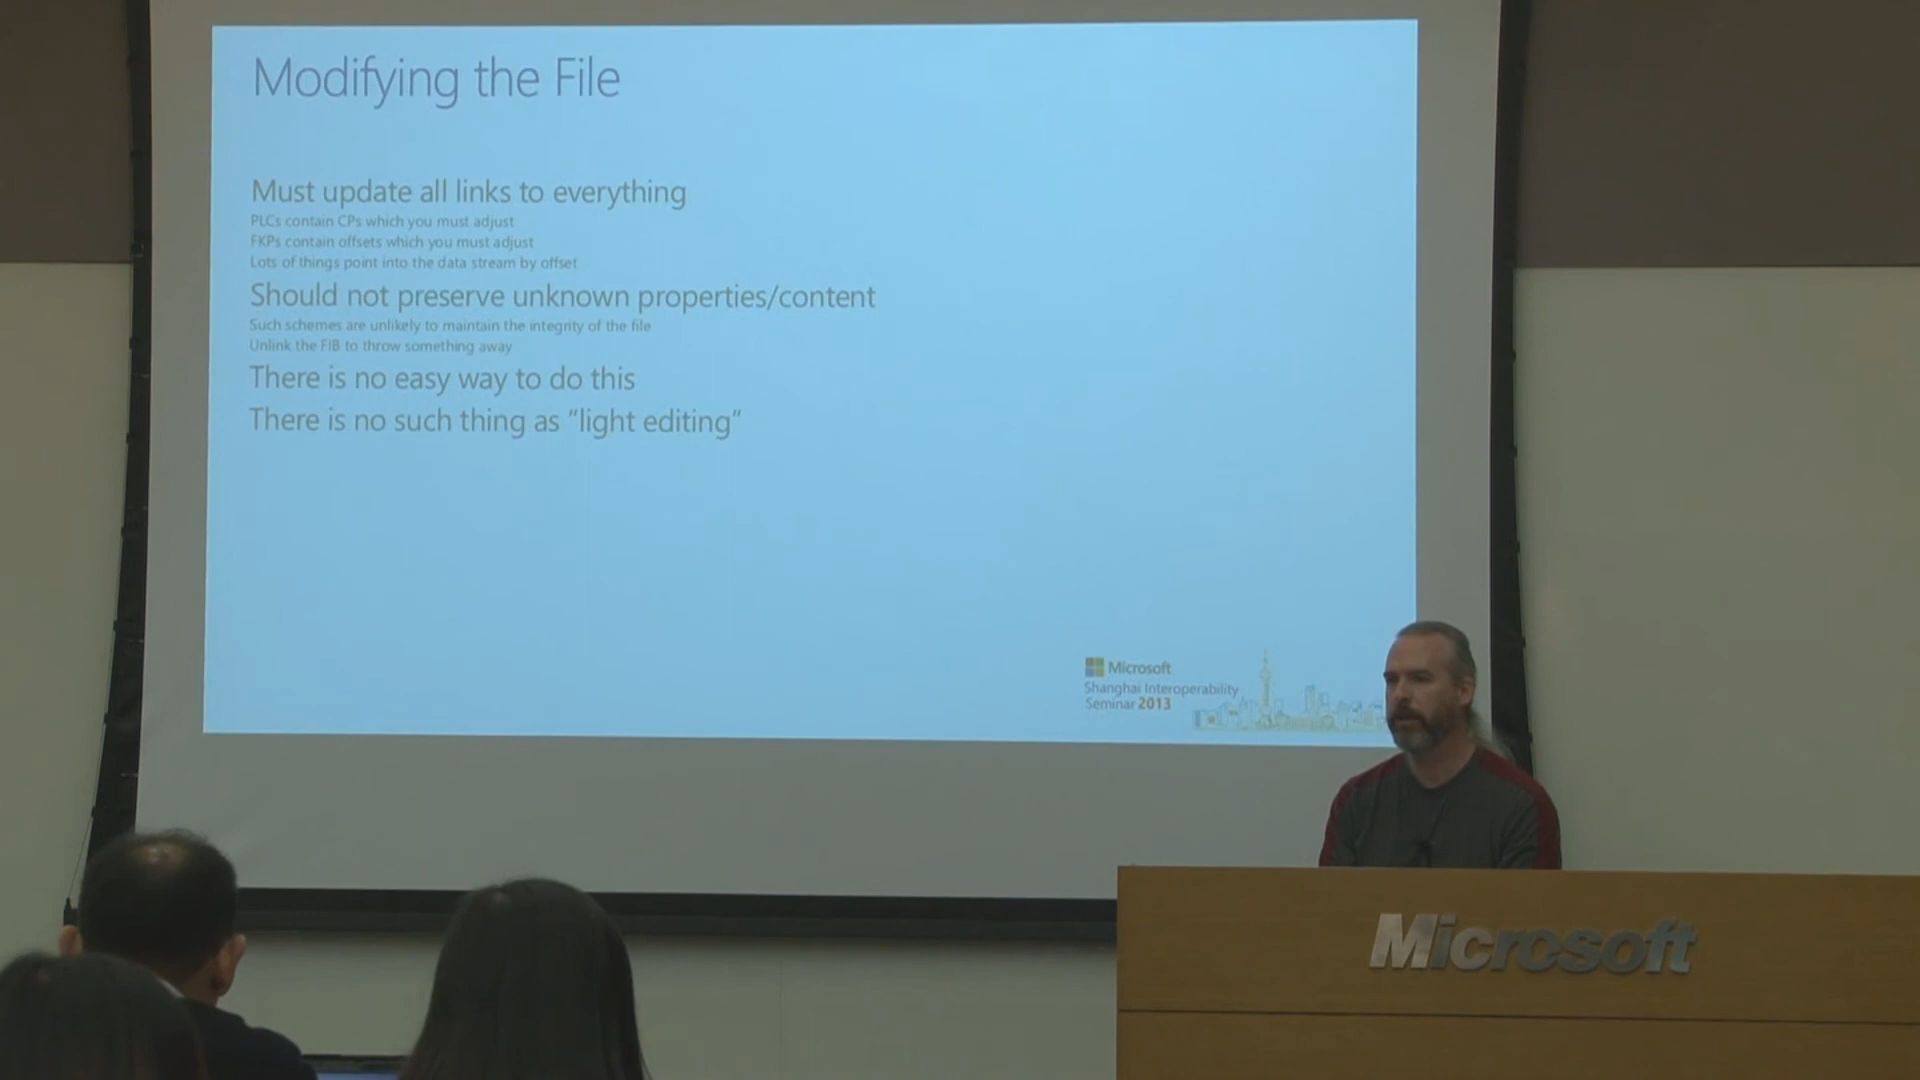 Modifying the File
Must update all links to everything
PLCs contain CPs which you must adjust
FKPs contain offsets which you must adjust
Lots of things point into the data stream by offset
Should not preserve unknown properties/content
Such schemes are unlikely to maintain the integrity of the file
Unlink the FIB to throw something away
There is no easy way to do this
There is no such thing as “light editing”
Microsoft
Shanghai Interoperability
Seminar 2013
Microsoft